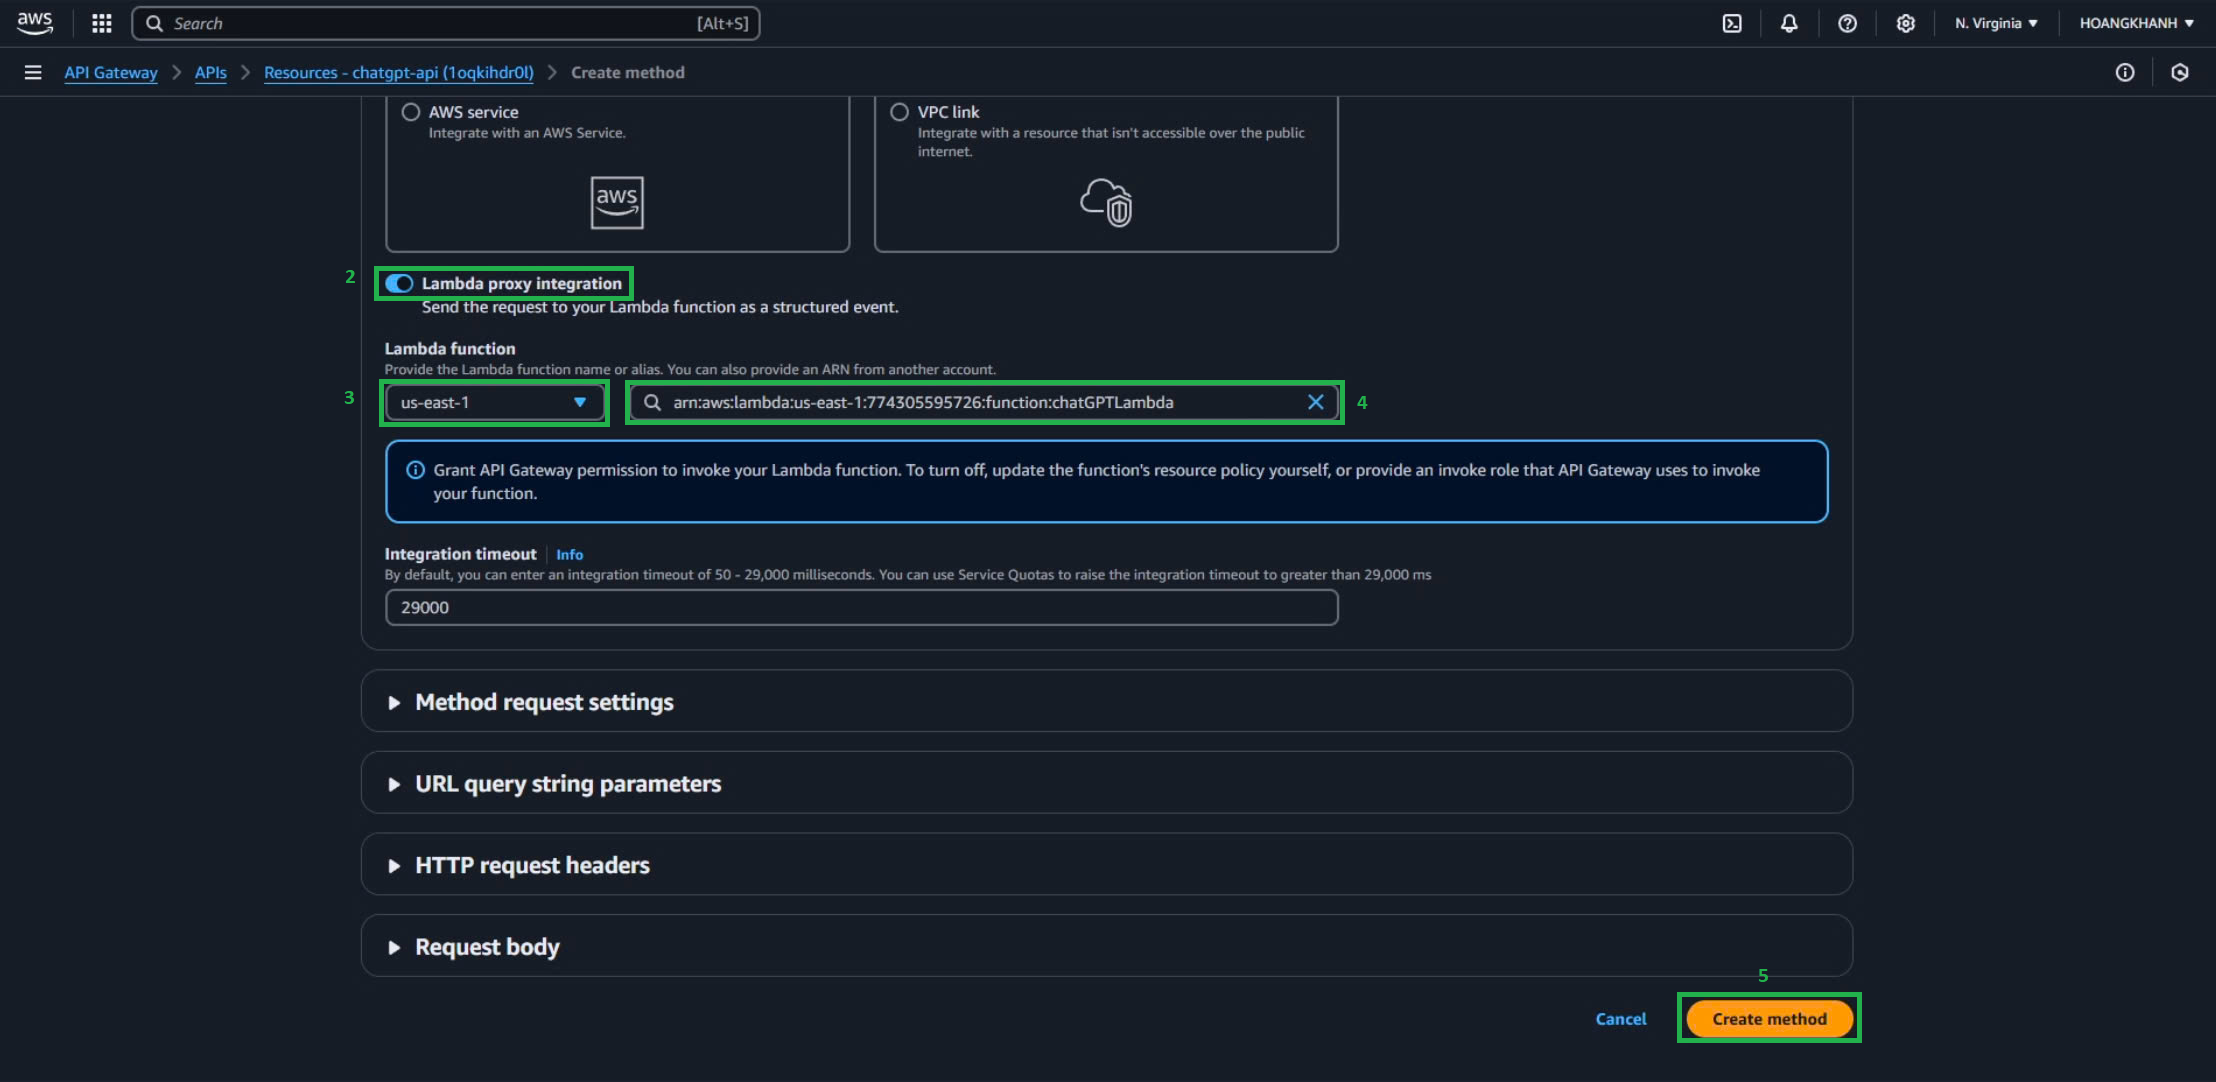 aws
Search
[Alt+S]
N. Virginia
HOANGKHANH
API Gateway
APIs
Resources - chatgpt-api (1oqkihdr0l)
Create method
AWS service
Integrate with an AWS Service.
aws
VPC link
Integrate with a resource that isn't accessible over the public
internet.
2
Lambda proxy integration
Send the request to your Lambda function as a structured event.
Lambda function
Provide the Lambda function name or alias. You can also provide an ARN from another account.
3
us-east-1
arn:aws:lambda:us-east-1:774305595726:function:chatGPTLambda
4
Grant API Gateway permission to invoke your Lambda function. To turn off, update the function's resource policy yourself, or provide an invoke role that API Gateway uses to invoke
your function.
Integration timeout
Info
By default, you can enter an integration timeout of 50 - 29,000 milliseconds. You can use Service Quotas to raise the integration timeout to greater than 29,000 ms
29000
Method request settings
URL query string parameters
HTTP request headers
Request body
5
Cancel
Create method